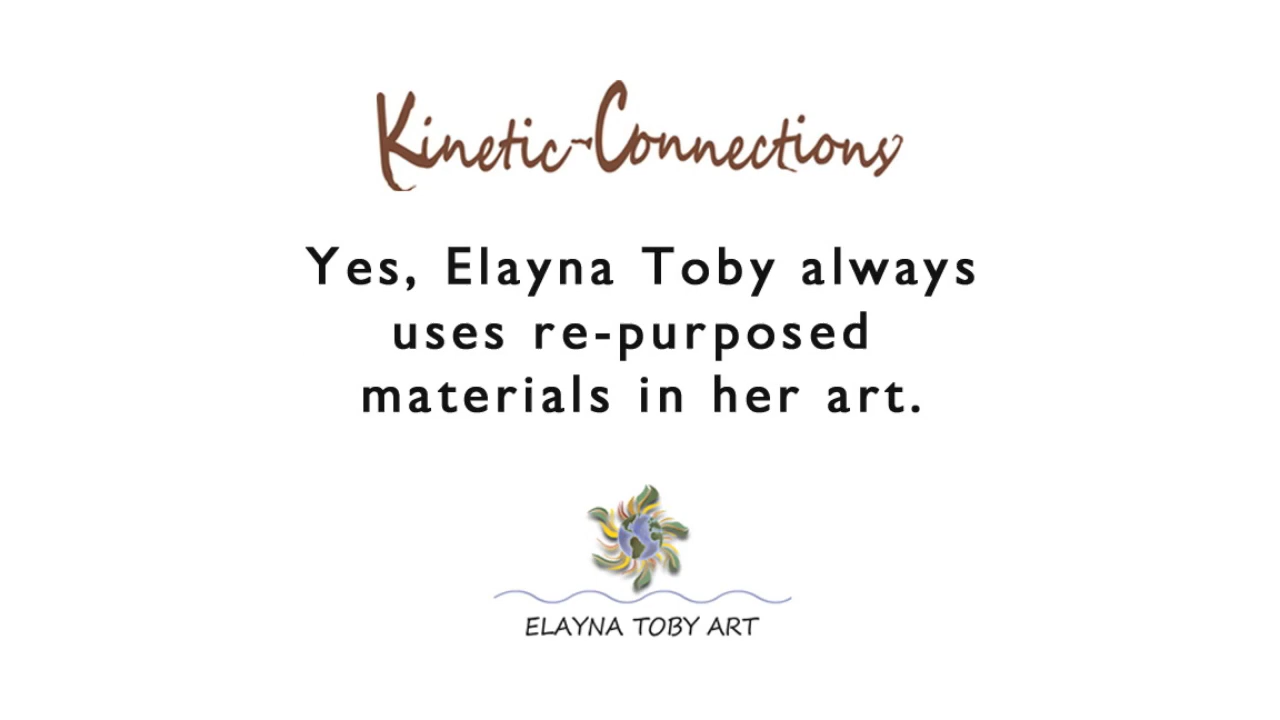 Kinetic~Connections
Yes, Elayna Toby always
uses re-purposed
materials in her art.
ELAYNA TOBY ART